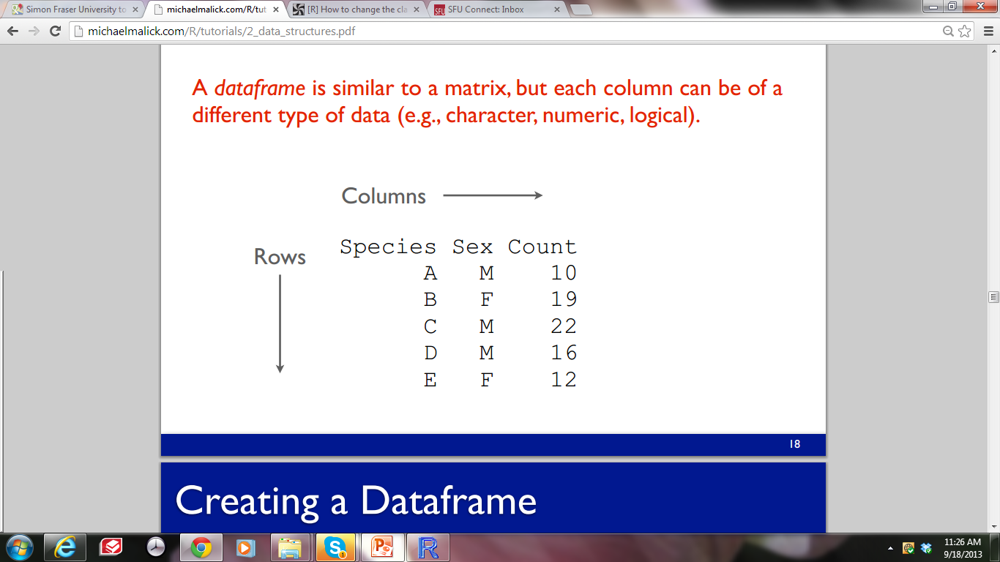 Simon Fraser University to
michaelmalick.com/R/tut
[R] How to change the cla
SFU Connect: Inbox
michaelmalick.com/R/tutorials/2_data_structures.pdf
A dataframe is similar to a matrix, but each column can be of a
different type of data (e.g., character, numeric, logical).
Columns
Rows
Species Sex Count
A M 10
B F 19
C M 22
D M 16
E F 12
18
Creating a Dataframe
11:26 AM
9/18/2013